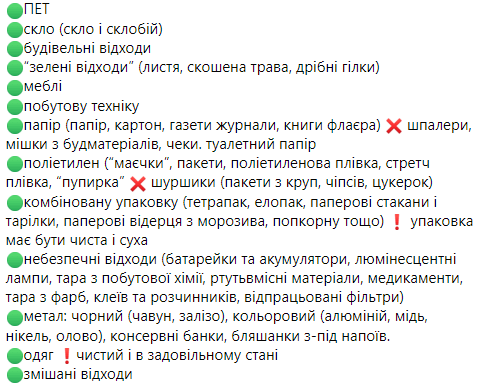 🟢ПЕТ
🟢скло (скло і склобій)
🟢будівельні відходи
🟢“зелені відходи” (листя, скошена трава, дрібні гілки)
🟢меблі
🟢побутову техніку
🟢папір (папір, картон, газети журнали, книги флаєра) ❌ шпалери,
мішки з будматеріалів, чеки. туалетний папір
🟢поліетилен (“маєчки”, пакети, поліетиленова плівка, стретч
плівка, “пупирка” ❌ шуршики (пакети з круп, чіпсів, цукерок)
🟢комбіновану упаковку (тетрапак, елопак, паперові стакани і
тарілки, паперові відерця з морозива, попкорну тощо) ❗ упаковка
має бути чиста і суха
🟢небезпечні відходи (батарейки та акумулятори, люмінесцентні
лампи, тара з побутової хімії, ртутьвмісні матеріали, медикаменти,
тара з фарб, клеїв та розчинників, відпрацьовані фільтри)
🟢метал: чорний (чавун, залізо), кольоровий (алюміній, мідь,
нікель, олово), консервні банки, бляшанки з-під напоїв.
🟢одяг ❗чистий і в задовільному стані
🟢змішані відходи